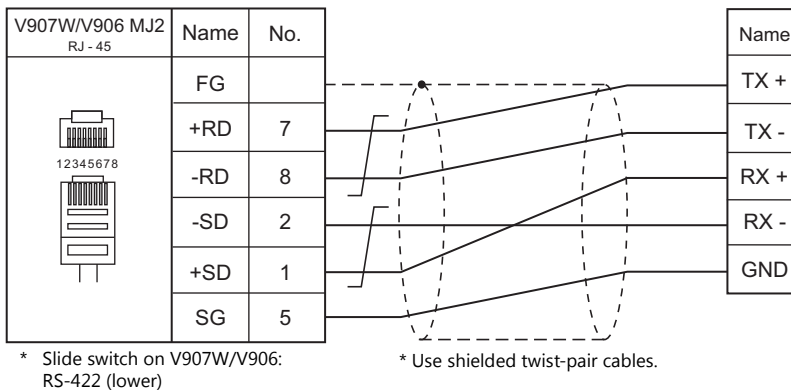 V907W/V906 MJ2 Name No. Name
RJ - 45
FG TX +
+RD 7 TX -
12345678
-RD 8 RX +
-SD 2 RX -
+SD 1 GND
SG 5
* Slide switch on V907W/V906: * Use shielded twist-pair cables.
RS-422 (lower)